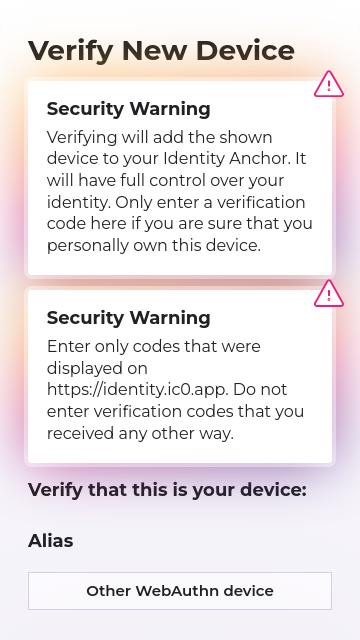 Verify New Device
Security Warning
Verifying will add the shown
device to your Identity Anchor. It
will have full control over your
identity. Only enter a verification
code here if you are sure that you
personally own this device.
Security Warning
Enter only codes that were
displayed on
https://identity.ic0.app. Do not
enter verification codes that you
received any other way.
Verify that this is your device:
Alias
Other WebAuthn device